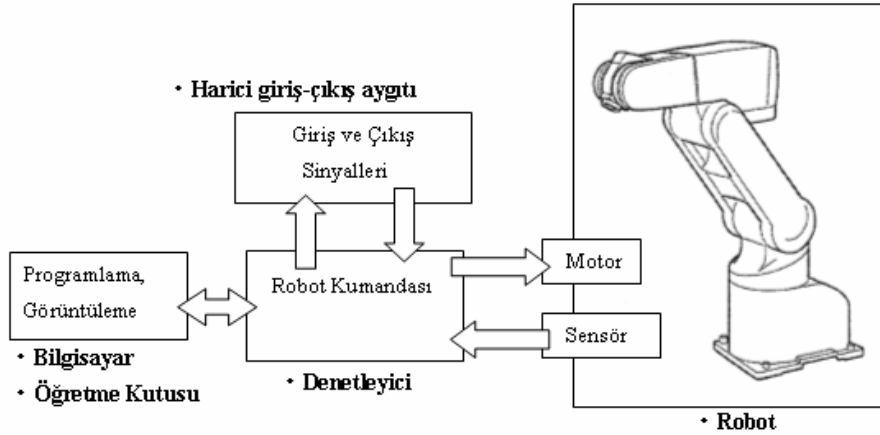 • Harici giriş-çıkış aygıtı
Giriş ve Çıkış
Sinyalleri
Programlama,
Görüntüleme
Robot Kumandası
Motor
Sensör
• Bilgisayar
• Öğretme Kutusu
• Denetleyici
• Robot